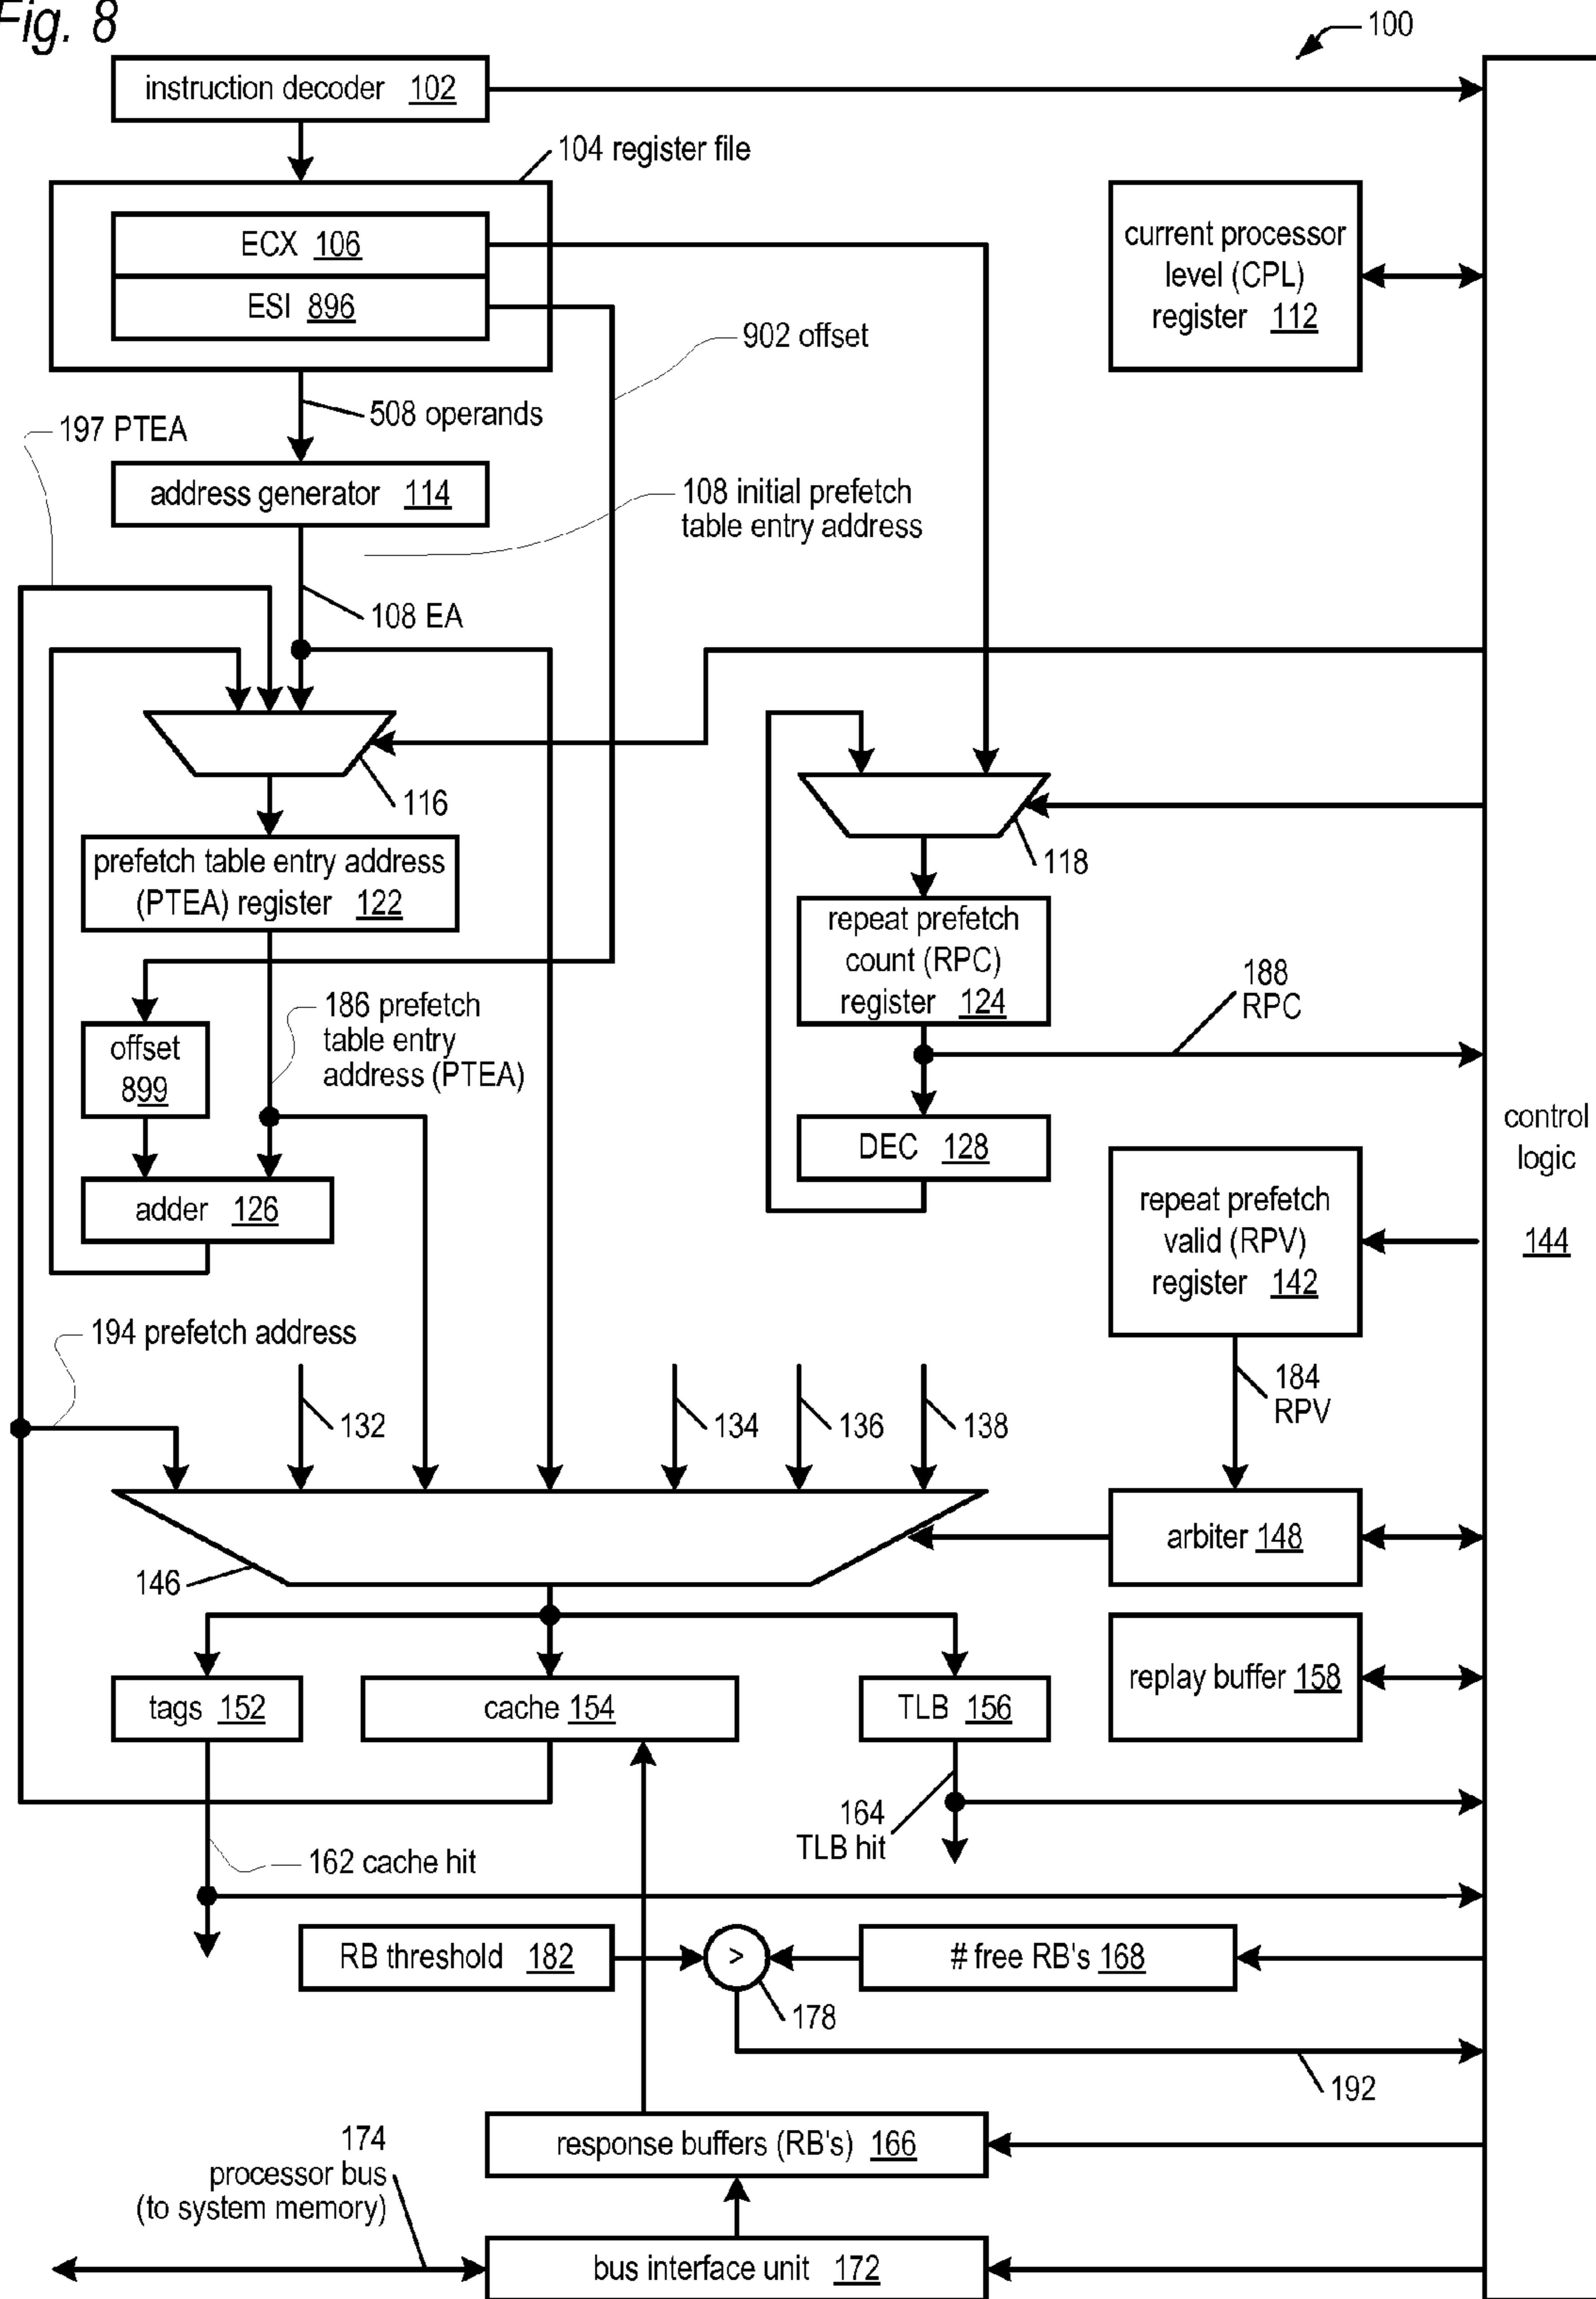 Fig. 8
100
instruction decoder 102
104 register file
ECX 106
ESI 896
current processor
level (CPL)
register 112
902 offset
508 operands
197 PTEA
address generator 114
108 initial prefetch
table entry address
108 EA
116
118
prefetch table entry address
(PTEA) register 122
repeat prefetch
count (RPC)
register 124
188
RPC
186 prefetch
table entry
address (PTEA)
offset
899
DEC 128
control
logic
144
adder 126
repeat prefetch
valid (RPV)
register 142
194 prefetch address
184
RPV
132
134
136
138
arbiter 148
146
replay buffer 158
tags 152
cache 154
TLB 156
164
TLB hit
162 cache hit
RB threshold 182
>
# free RB's 168
178
192
response buffers (RB's) 166
174
processor bus
(to system memory)
bus interface unit 172